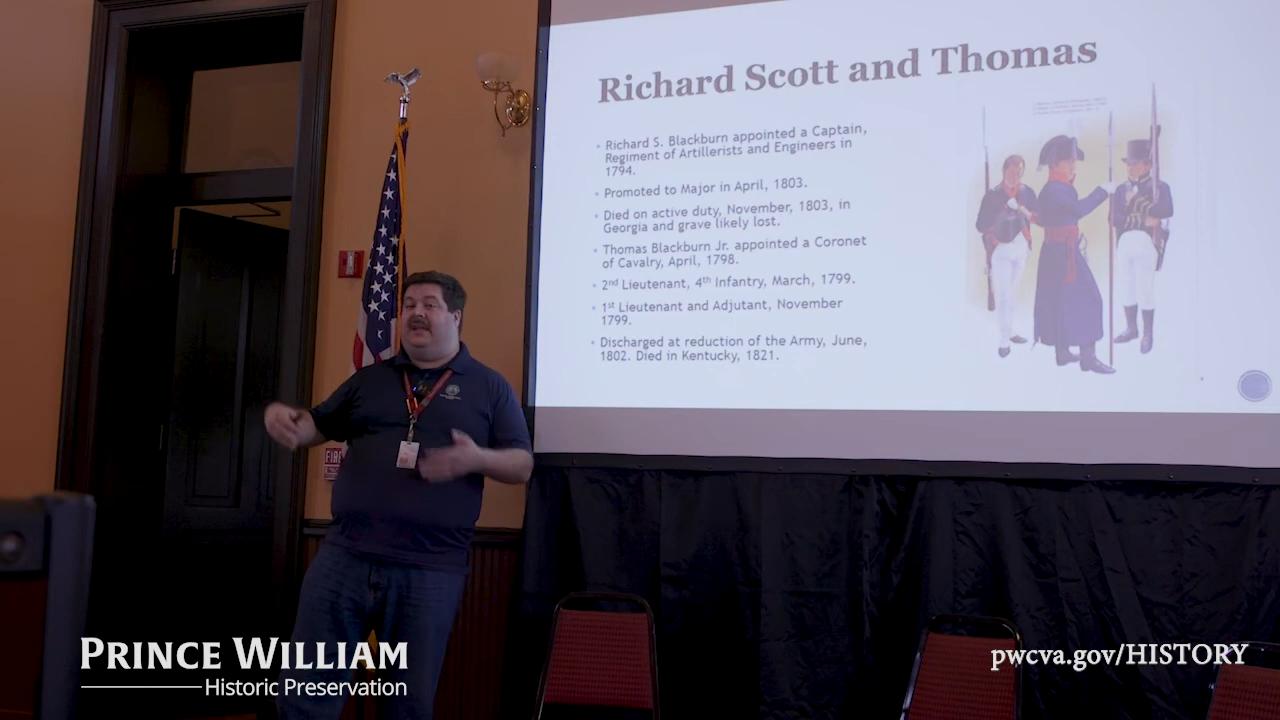 Richard Scott and Thomas
Richard S. Blackburn appointed a Captain,
Regiment of Artillerists and Engineers in
1794.
Promoted to Major in April, 1803.
Died on active duty, November, 1803, in
Georgia and grave likely lost.
Thomas Blackburn Jr. appointed a Coronet
of Cavalry, April, 1798.
2nd Lieutenant, 4th Infantry, March, 1799.
1st Lieutenant and Adjutant, November
1799.
Discharged at reduction of the Army, June,
1802. Died in Kentucky, 1821.
FIRE
PRINCE WILLIAM
Historic Preservation
pwcva.gov/HISTORY